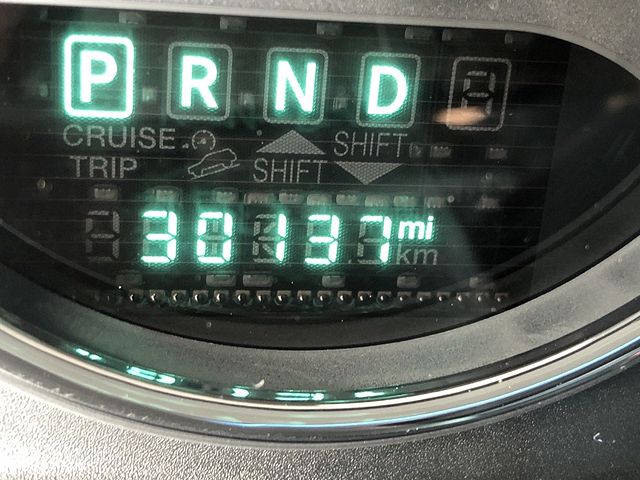 P R N D
CRUISE SHIFT
TRIP SHIFT
30137 mi
km